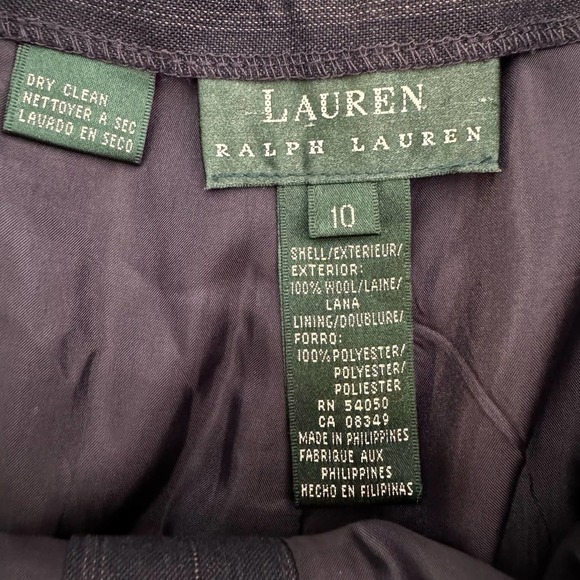 DRY CLEAN
NETTOYER A SEC
LAVADO EN SECO
LAUREN
RALPH LAUREN
10
SHELL/EXTERIEUR/
EXTERIOR:
100% WOOL/LAINE/
LANA
LINING/DOUBLURE/
FORRO:
100% POLYESTER/
POLYESTER/
POLIESTER
RN 54050
CA 08349
MADE IN PHILIPPINES
FABRIQUE AUX
PHILIPPINES
HECHO EN FILIPINAS